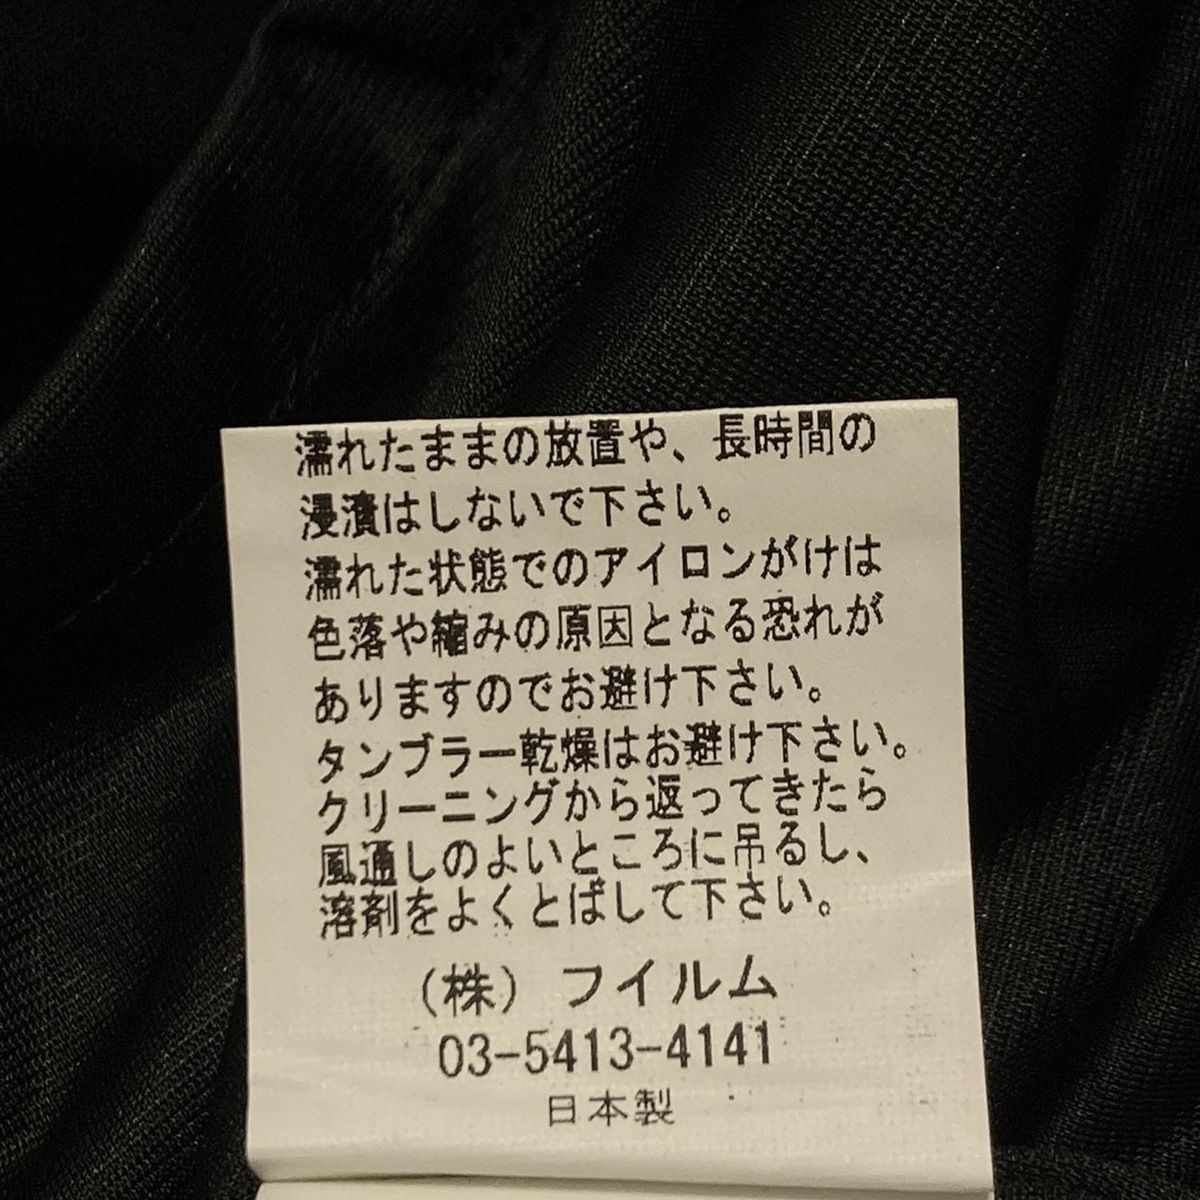 濡れたままの放置や、長時間の
浸漬はしないで下さい。
濡れた状態でのアイロンがけは
色落や縮みの原因となる恐れが
ありますのでお避け下さい。
タンブラー乾燥はお避け下さい。
クリーニングから返ってきたら
風通しのよいところに吊るし、
溶剤をよくとばして下さい。
（株）フイルム
03-5413-4141
日本製